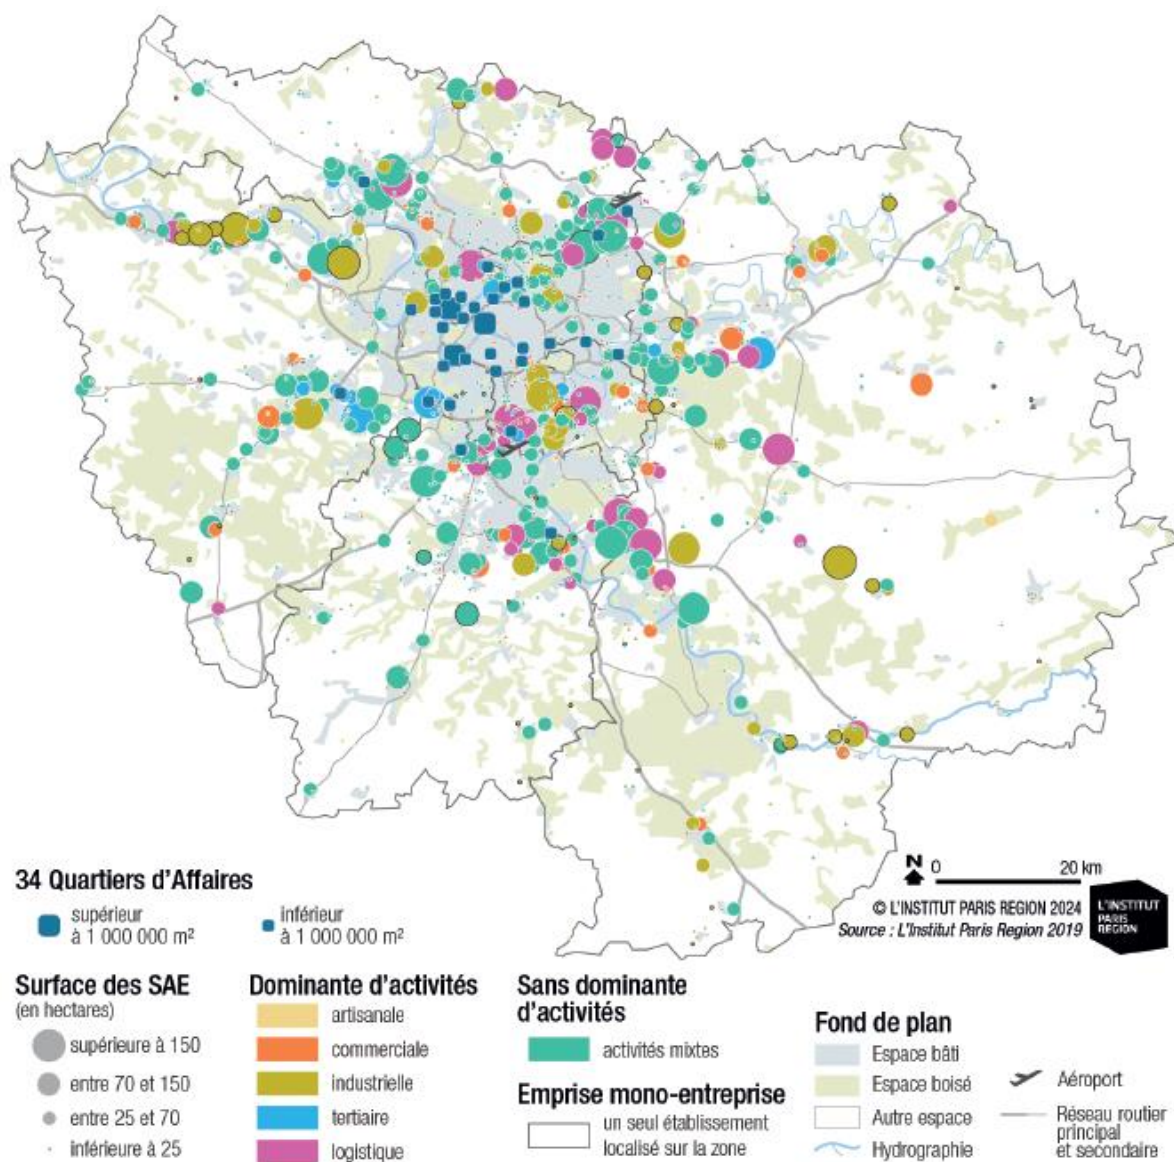 N
0
20 km
© L'INSTITUT PARIS REGION 2024
Source : L'Institut Paris Region 2019
L'INSTITUT
PARIS
REGION
34 Quartiers d'Affaires
supérieur
à 1 000 000 m²
inférieur
à 1 000 000 m²
Surface des SAE
(en hectares)
supérieure à 150
entre 70 et 150
entre 25 et 70
inférieure à 25
Dominante d'activités
artisanale
commerciale
industrielle
tertiaire
logistique
Sans dominante
d'activités
activités mixtes
Emprise mono-entreprise
un seul établissement
localisé sur la zone
Fond de plan
Espace bâti
Espace boisé
Autre espace
Hydrographie
Aéroport
Réseau routier
principal
et secondaire